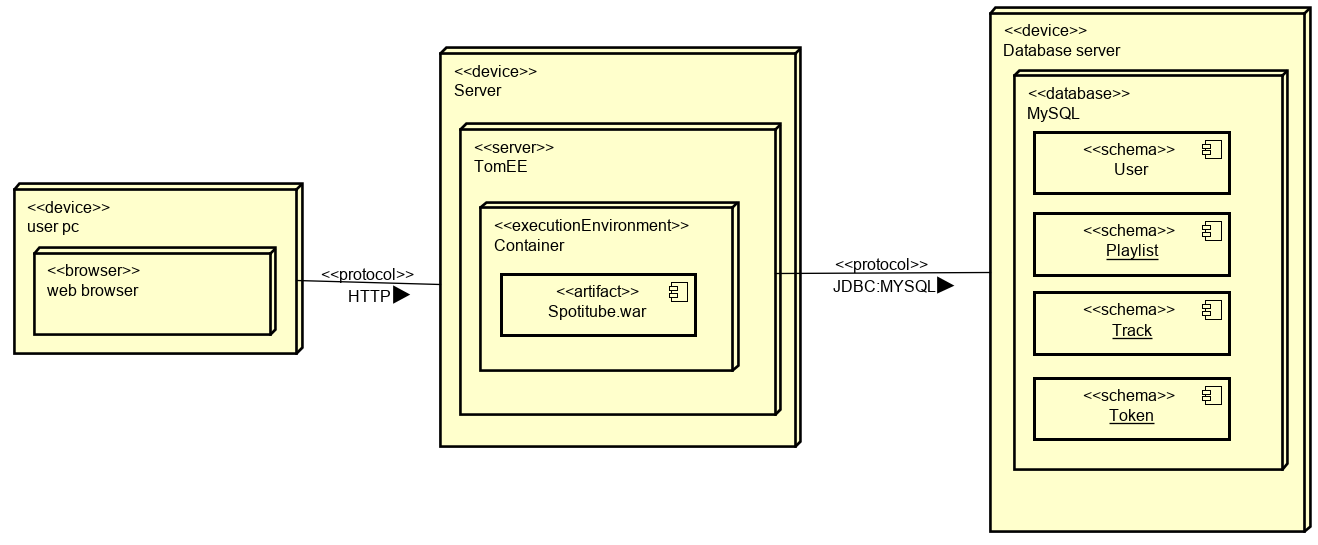 <<device>>
user pc
<<browser>>
web browser
<<protocol>>
HTTP
<<device>>
Server
<<server>>
TomEE
<<executionEnvironment>>
Container
<<artifact>>
Spotitube.war
<<protocol>>
JDBC:MYSQL
<<device>>
Database server
<<database>>
MySQL
<<schema>>
User
<<schema>>
Playlist
<<schema>>
Track
<<schema>>
Token